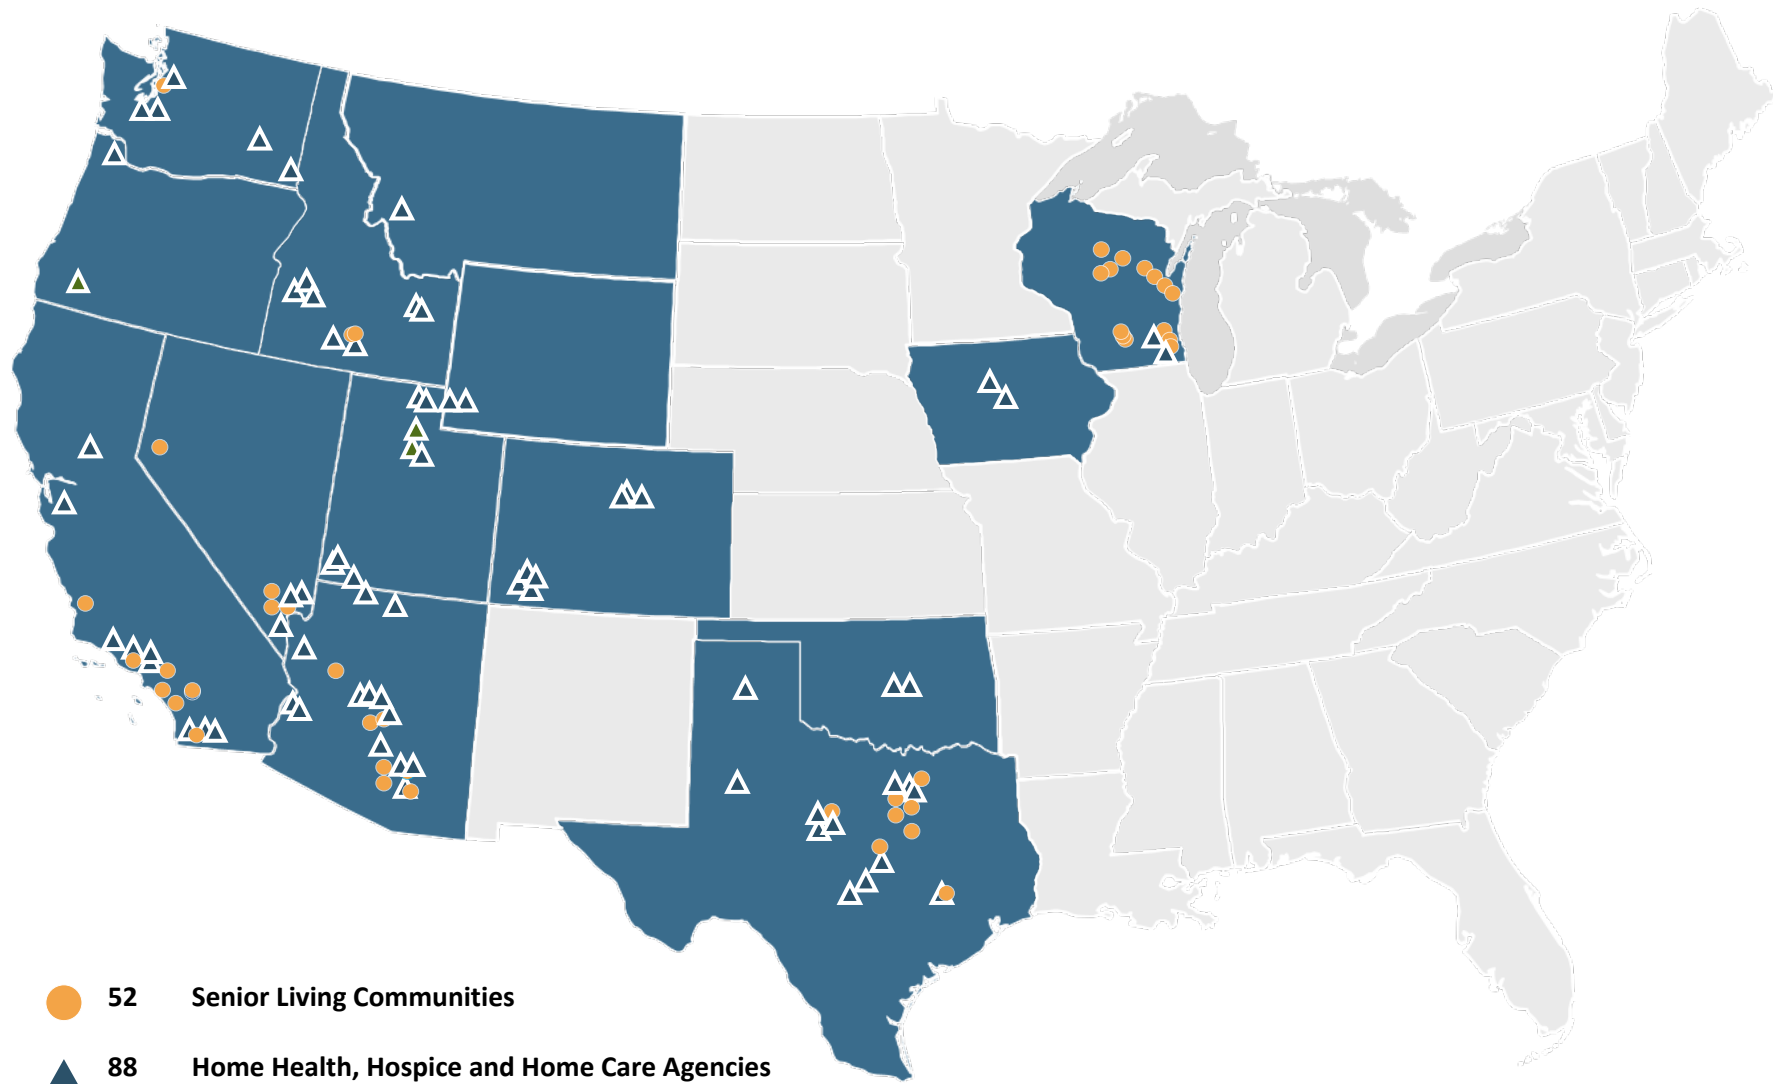 52 Senior Living Communities
88 Home Health, Hospice and Home Care Agencies